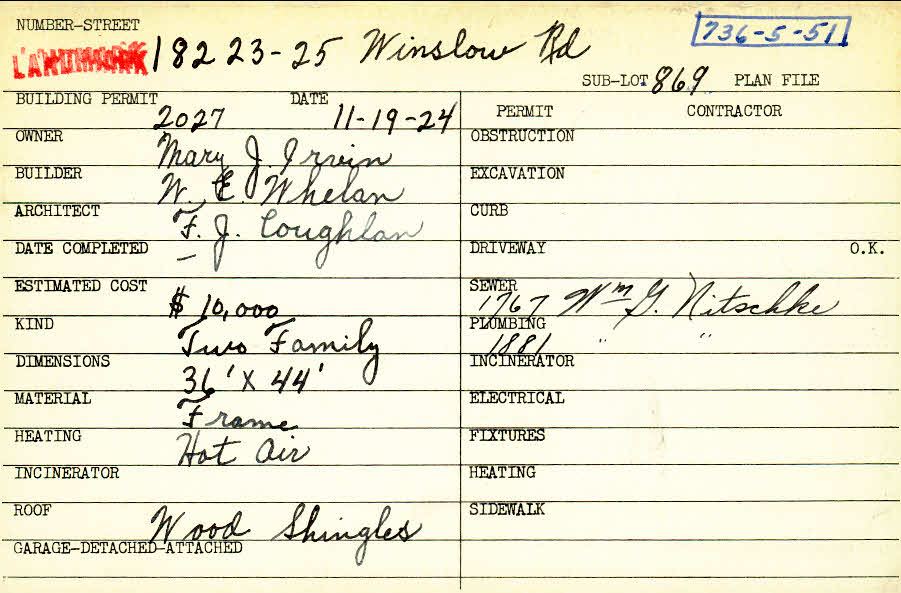 NUMBER-STREET
LANDMARK 18223-25 Winslow Rd
736-5-51
SUB-LOT 869 PLAN FILE
BUILDING PERMIT 2027 DATE 11-19-24
PERMIT CONTRACTOR
OWNER Mary J. Irvin
OBSTRUCTION
BUILDER W. E. Whelan
EXCAVATION
ARCHITECT F. J. Coughlan
CURB
DATE COMPLETED –
DRIVEWAY O.K.
ESTIMATED COST $ 10,000
SEWER 1767 Wm G. Nitschke
KIND Two Family
PLUMBING 1881 " "
DIMENSIONS 36' X 44'
INCINERATOR
MATERIAL Frame
ELECTRICAL
HEATING Hot Air
FIXTURES
INCINERATOR
HEATING
ROOF Wood Shingles
SIDEWALK
GARAGE-DETACHED-ATTACHED